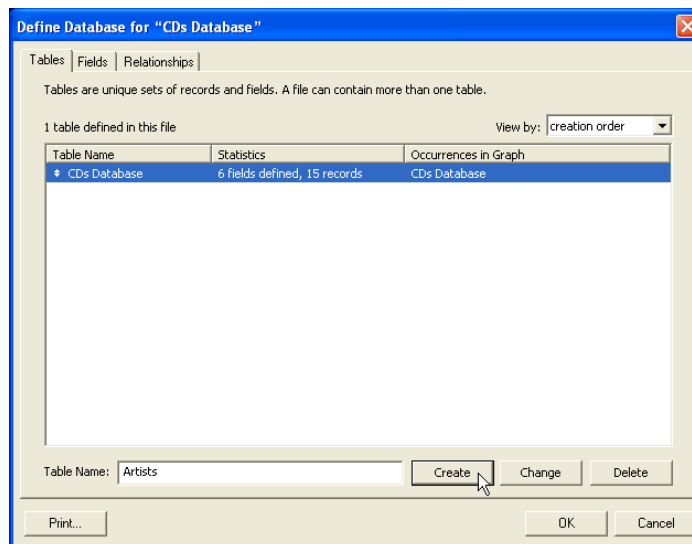 Define Database for “CDs Database”
Tables Fields Relationships
Tables are unique sets of records and fields. A file can contain more than one table.
1 table defined in this file View by: creation order
Table Name Statistics Occurrences in Graph
CDs Database 6 fields defined, 15 records CDs Database
Table Name: Artists Create Change Delete
Print... OK Cancel